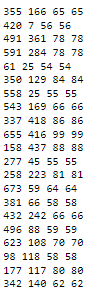 355 166 65 65
420 7 56 56
491 361 78 78
591 284 78 78
61 25 54 54
350 129 84 84
558 25 55 55
543 169 66 66
337 418 86 86
655 416 99 99
158 437 88 88
277 45 55 55
258 223 81 81
673 59 64 64
381 66 58 58
432 242 66 66
496 88 59 59
623 108 70 70
98 118 58 58
177 117 80 80
342 140 62 62